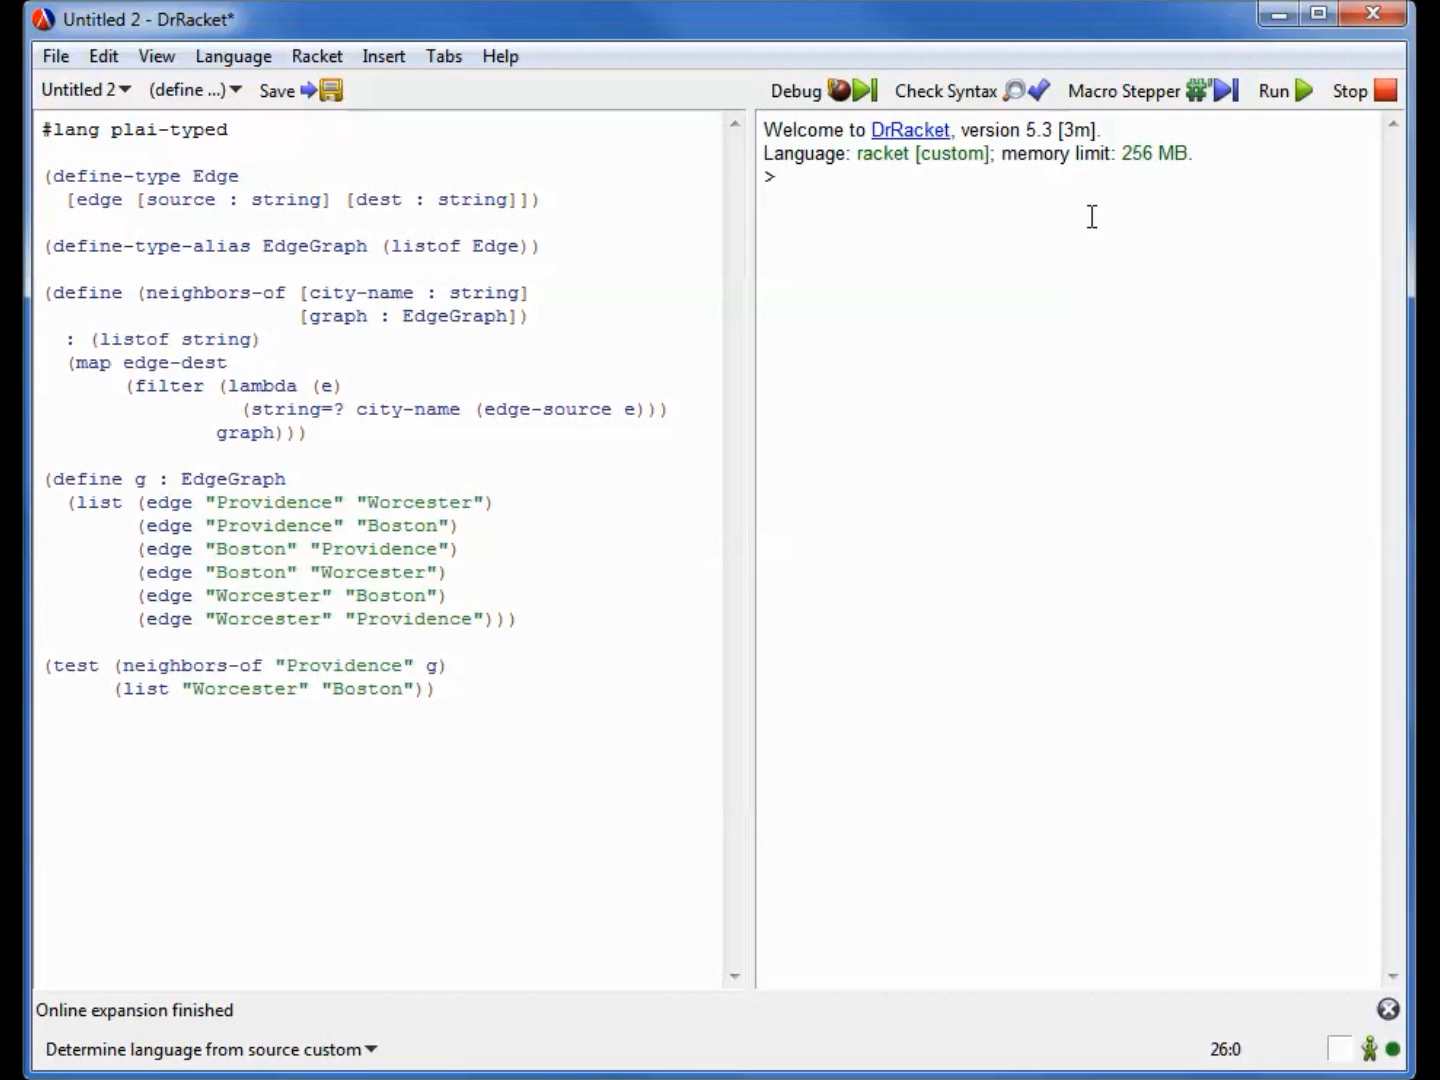 Untitled 2 - DrRacket*
File Edit View Language Racket Insert Tabs Help
Untitled 2 (define ...) Save Debug Check Syntax Macro Stepper Run Stop
#lang plai-typed
(define-type Edge
[edge [source : string] [dest : string]])
(define-type-alias EdgeGraph (listof Edge))
(define (neighbors-of [city-name : string]
[graph : EdgeGraph])
: (listof string)
(map edge-dest
(filter (lambda (e)
(string=? city-name (edge-source e)))
graph)))
(define g : EdgeGraph
(list (edge "Providence" "Worcester")
(edge "Providence" "Boston")
(edge "Boston" "Providence")
(edge "Boston" "Worcester")
(edge "Worcester" "Boston")
(edge "Worcester" "Providence")))
(test (neighbors-of "Providence" g)
(list "Worcester" "Boston"))
Welcome to DrRacket, version 5.3 [3m].
Language: racket [custom]; memory limit: 256 MB.
>
Online expansion finished
Determine language from source custom 26:0